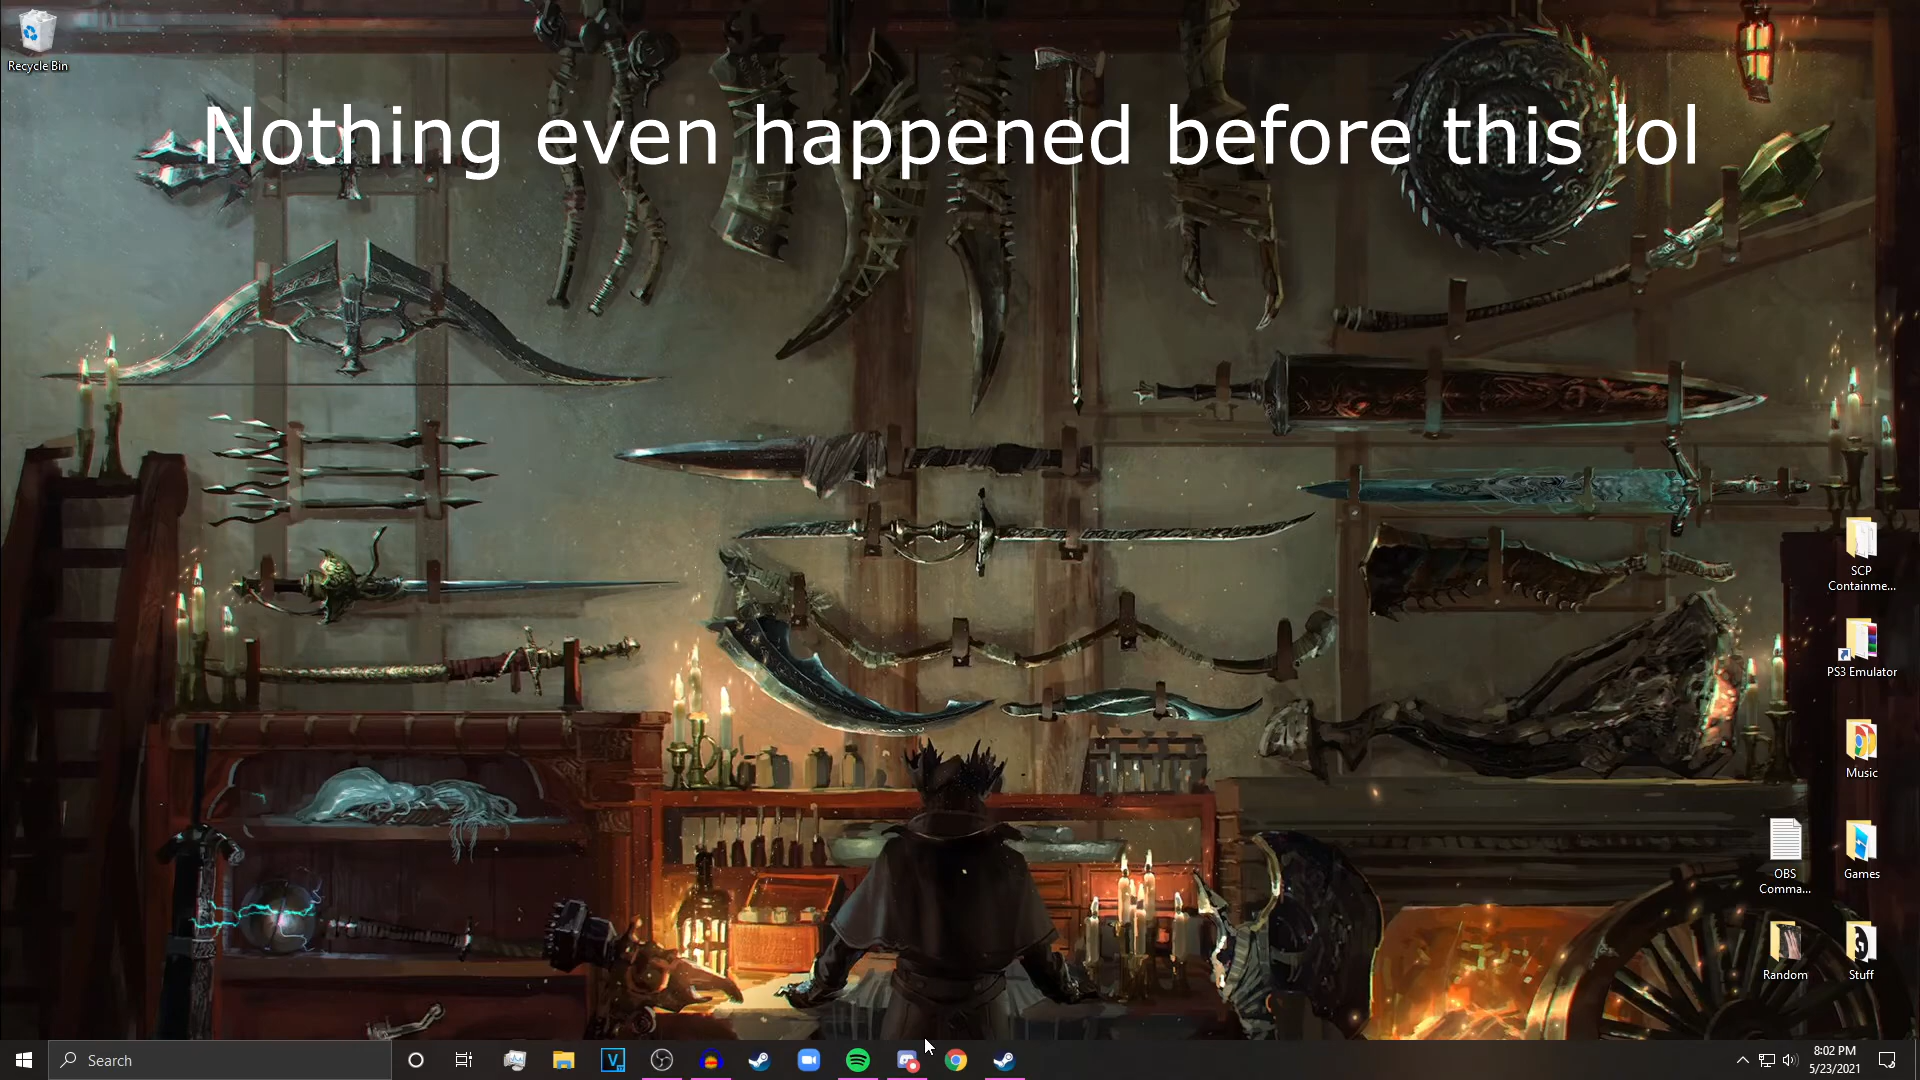 Recycle Bin
Nothing even happened before this lol
SCP
Containme...
PS3 Emulator
Music
OBS
Comma...
Games
Random
Stuff
Search
8:02 PM
5/23/2021